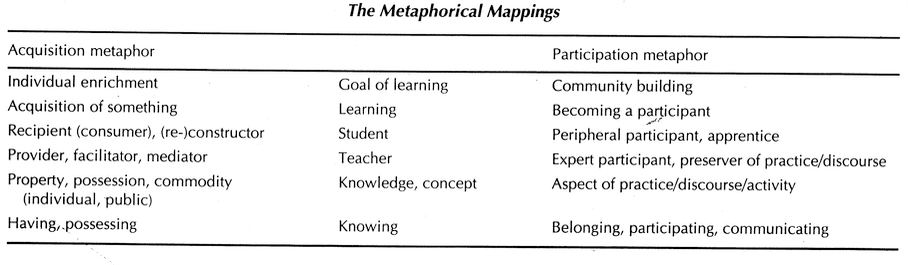 The Metaphorical Mappings
Acquisition metaphor Participation metaphor
Individual enrichment Goal of learning Community building
Acquisition of something Learning Becoming a participant
Recipient (consumer), (re-)constructor Student Peripheral participant, apprentice
Provider, facilitator, mediator Teacher Expert participant, preserver of practice/discourse
Property, possession, commodity Knowledge, concept Aspect of practice/discourse/activity
(individual, public)
Having, possessing Knowing Belonging, participating, communicating